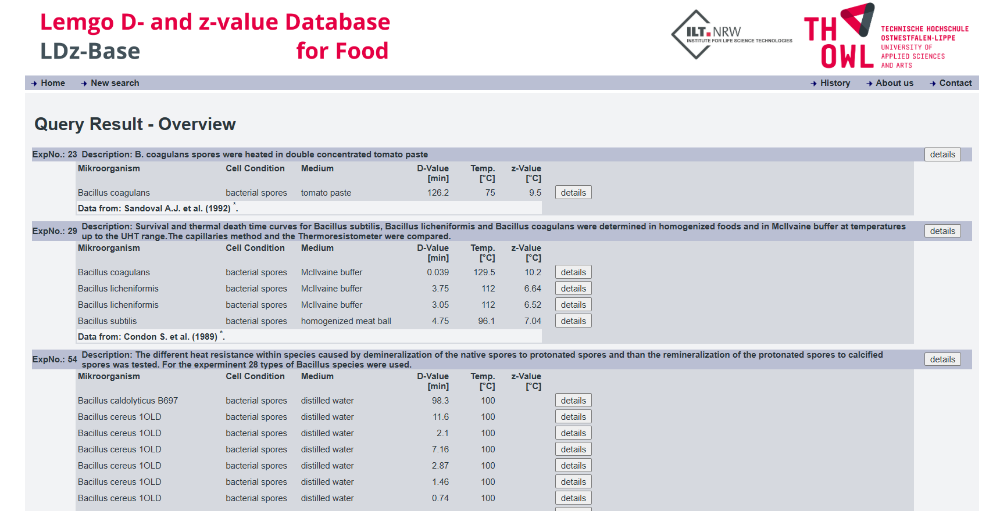 Lemgo D- and z-value Database
LDz-Base for Food
ILT.NRW
INSTITUTE FOR LIFE SCIENCE TECHNOLOGIES
TH
OWL
TECHNISCHE HOCHSCHULE
OSTWESTFALEN-LIPPE
UNIVERSITY OF
APPLIED SCIENCES
AND ARTS
Home New search History About us Contact
Query Result - Overview
ExpNo.: 23 Description: B. coagulans spores were heated in double concentrated tomato paste details
Mikroorganism Cell Condition Medium D-Value Temp. z-Value
[min] [°C] [°C]
Bacillus coagulans bacterial spores tomato paste 126.2 75 9.5 details
Data from: Sandoval A.J. et al. (1992) *.
ExpNo.: 29 Description: Survival and thermal death time curves for Bacillus subtilis, Bacillus licheniformis and Bacillus coagulans were determined in homogenized foods and in McIlvaine buffer at temperatures
up to the UHT range.The capillaries method and the Thermoresistometer were compared. details
Mikroorganism Cell Condition Medium D-Value Temp. z-Value
[min] [°C] [°C]
Bacillus coagulans bacterial spores McIlvaine buffer 0.039 129.5 10.2 details
Bacillus licheniformis bacterial spores McIlvaine buffer 3.75 112 6.64 details
Bacillus licheniformis bacterial spores McIlvaine buffer 3.05 112 6.52 details
Bacillus subtilis bacterial spores homogenized meat ball 4.75 96.1 7.04 details
Data from: Condon S. et al. (1989) *.
ExpNo.: 54 Description: The different heat resistance within species caused by demineralization of the native spores to protonated spores and than the remineralization of the protonated spores to calcified
spores was tested. For the experminent 28 types of Bacillus species were used. details
Mikroorganism Cell Condition Medium D-Value Temp. z-Value
[min] [°C] [°C]
Bacillus caldolyticus B697 bacterial spores distilled water 98.3 100 details
Bacillus cereus 1OLD bacterial spores distilled water 11.6 100 details
Bacillus cereus 1OLD bacterial spores distilled water 2.1 100 details
Bacillus cereus 1OLD bacterial spores distilled water 7.16 100 details
Bacillus cereus 1OLD bacterial spores distilled water 2.87 100 details
Bacillus cereus 1OLD bacterial spores distilled water 1.46 100 details
Bacillus cereus 1OLD bacterial spores distilled water 0.74 100 details